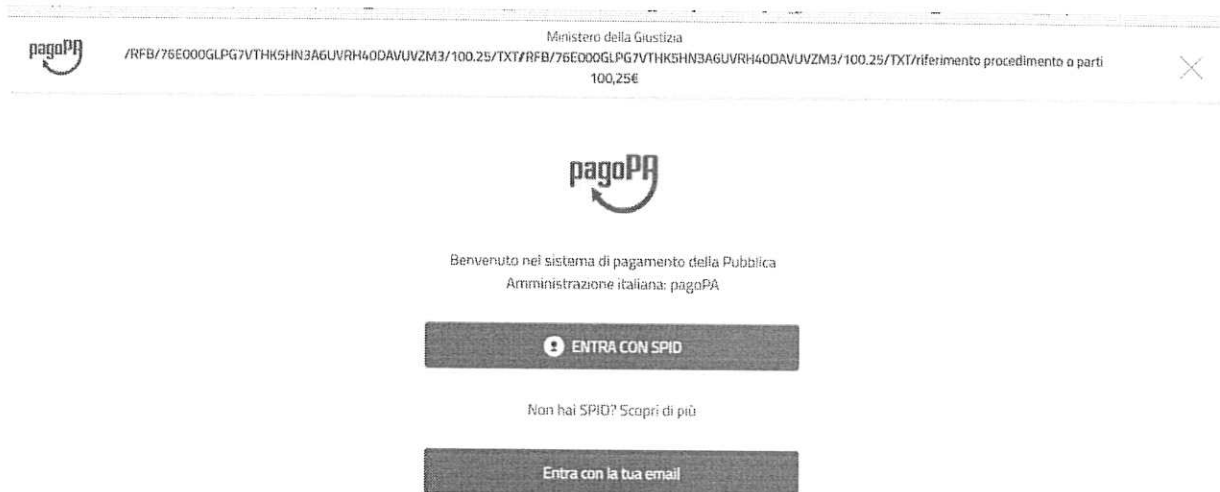 pagoPA
Ministero della Giustizia
/RFB/76E000GLPG7VTHK5HN3A6UVRH40DAVUVZM3/100.25/TXT/RFB/76E000GLPG7VTHK5HN3A6UVRH40DAVUVZM3/100.25/TXT/riferimento procedimento o parti
100,25€
pagoPA
Benvenuto nel sistema di pagamento della Pubblica
Amministrazione italiana: pagoPA
ENTRA CON SPID
Non hai SPID? Scopri di più
Entra con la tua email